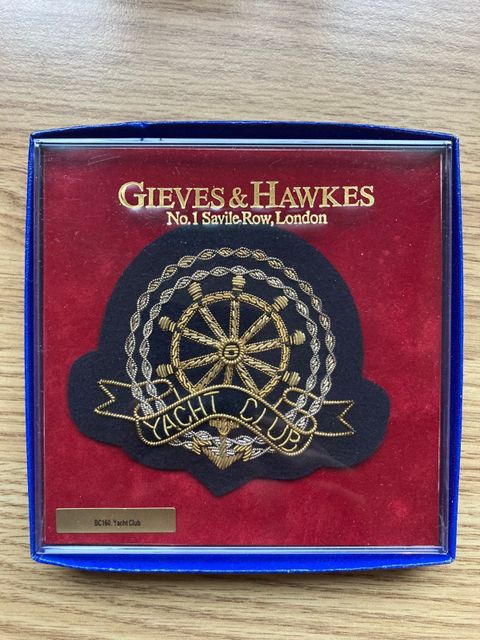 GIEVES & HAWKES
No.1 Savile Row, London
YACHT CLUB
BC160. Yacht Club